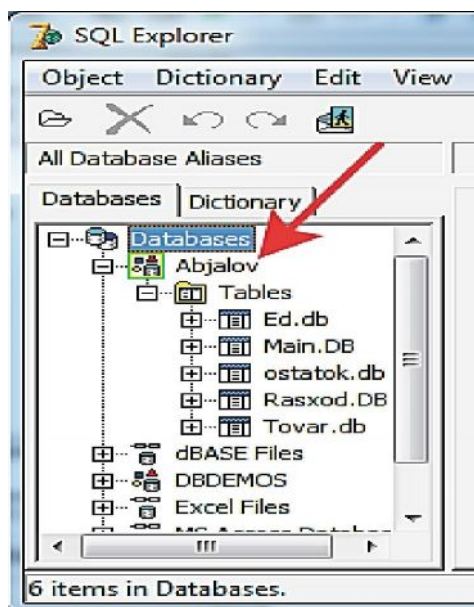 SQL Explorer
Object Dictionary Edit View
All Database Aliases
Databases Dictionary
Databases
Abjalov
Tables
Ed.db
Main.DB
ostatok.db
Rasxod.DB
Tovar.db
dBASE Files
DBDEMOS
Excel Files
6 items in Databases.